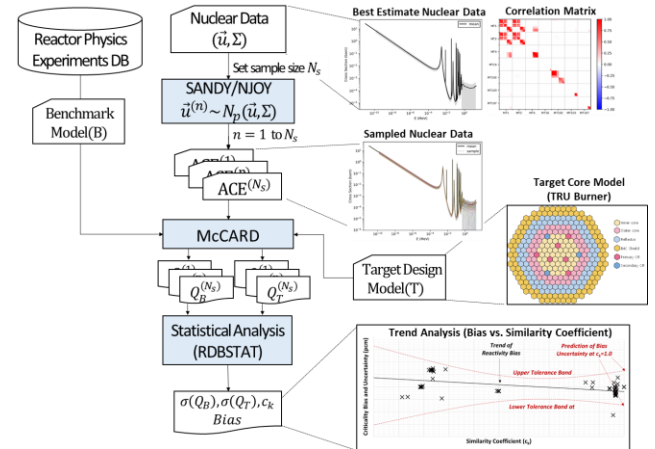 Reactor Physics
Experiments DB
Benchmark
Model(B)
Nuclear Data
(u⃗, Σ)
Set sample size Nₛ
SANDY/NJOY
u⃗⁽ⁿ⁾~Nₚ(u⃗, Σ)
n = 1 to Nₛ
ACE⁽ᴺˢ⁾
McCARD
Q_B^(Nₛ)
Q_T^(Nₛ)
Target Design
Model(T)
Statistical Analysis
(RDBSTAT)
σ(Q_B), σ(Q_T), cₖ
Bias
Best Estimate Nuclear Data
Correlation Matrix
Sampled Nuclear Data
Target Core Model
(TRU Burner)
Trend Analysis (Bias vs. Similarity Coefficient)
Criticality Bias and Uncertainty (pcm)
Trend of
Reactivity Bias
Upper Tolerance Band
Prediction of Bias
Uncertainty at cₖ=1.0
Lower Tolerance Band at
Similarity Coefficient (cₖ)